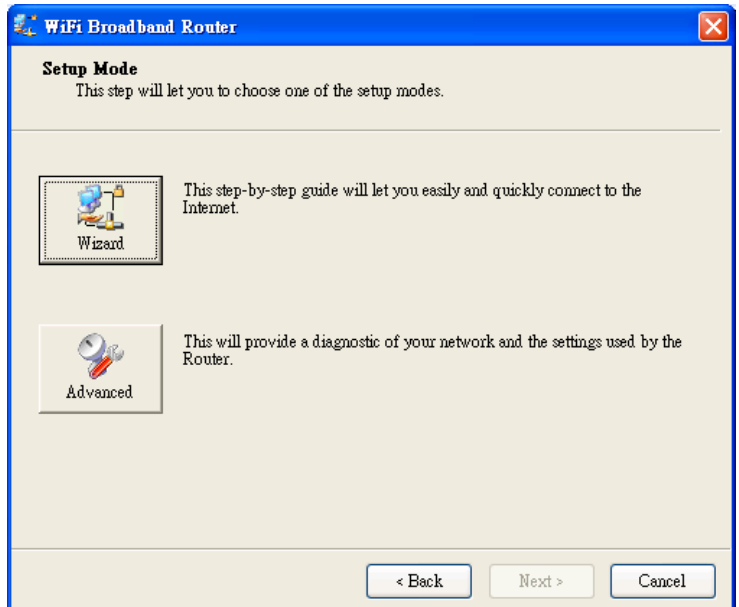 WiFi Broadband Router
Setup Mode
This step will let you to choose one of the setup modes.
Wizard
This step-by-step guide will let you easily and quickly connect to the
Internet.
Advanced
This will provide a diagnostic of your network and the settings used by the
Router.
< Back
Next >
Cancel